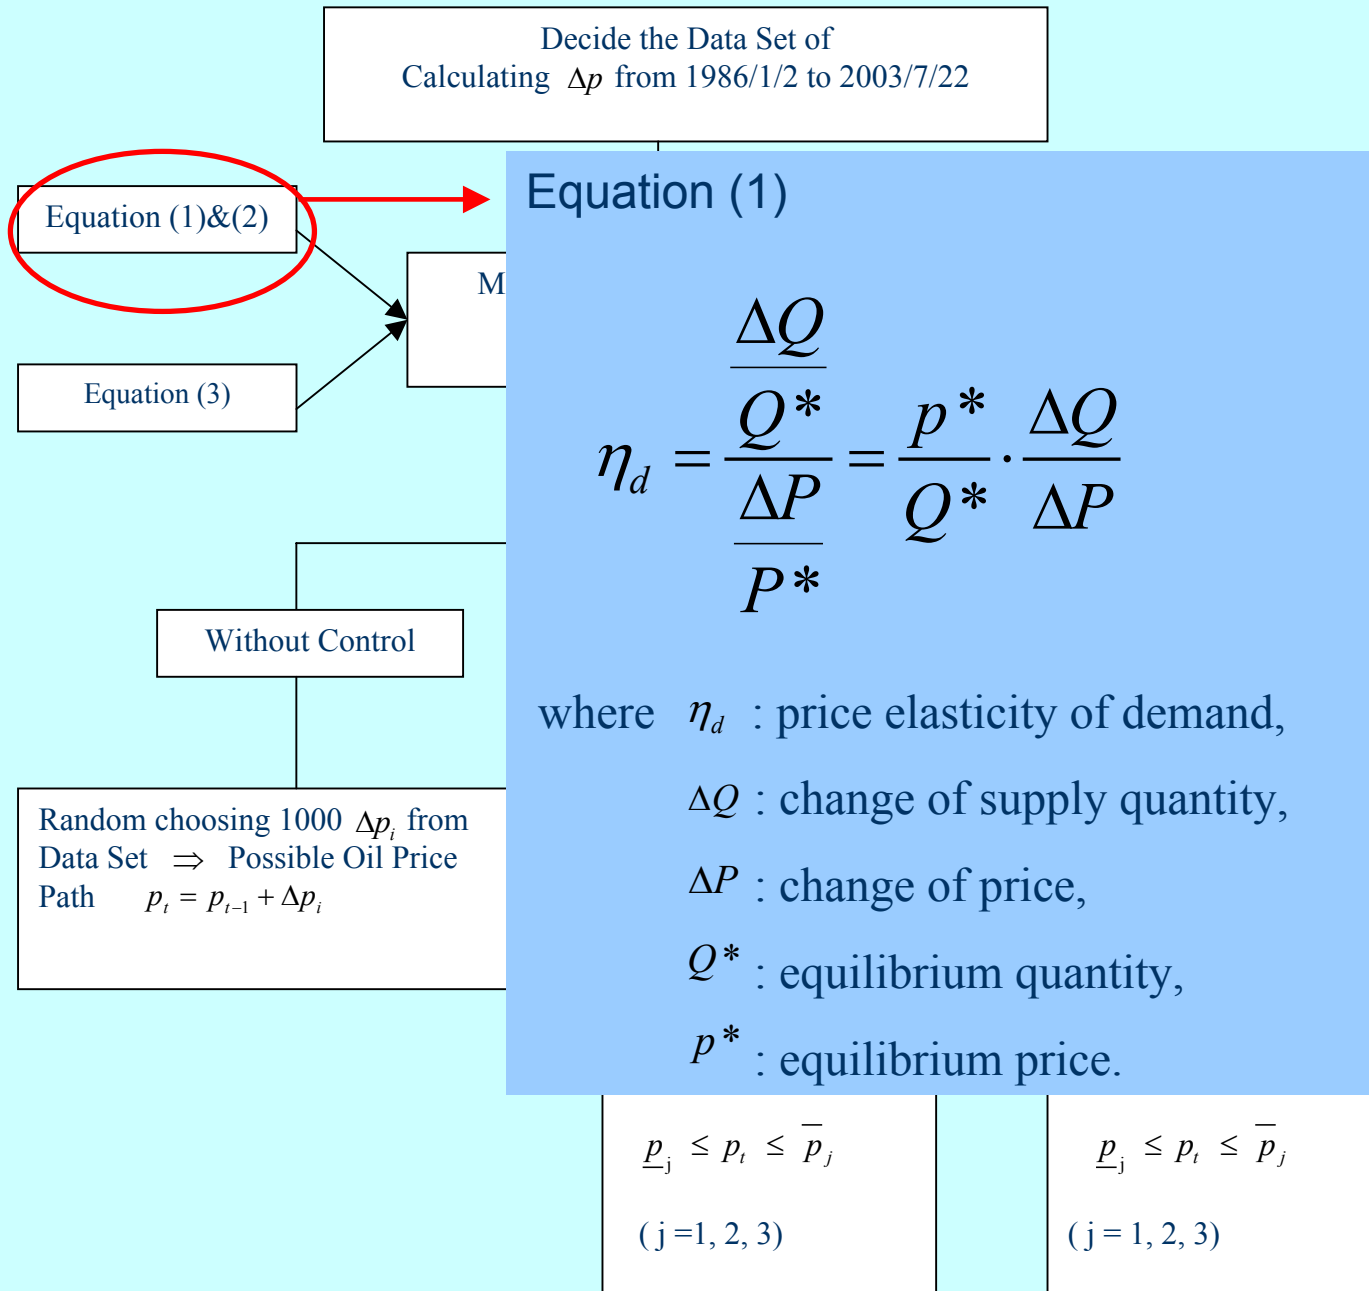 Decide the Data Set of
Calculating Δp from 1986/1/2 to 2003/7/22
Equation (1)&(2)
Equation (3)
M
Equation (1)
η_d = (ΔQ / Q*) / (ΔP / P*) = p* / Q* · ΔQ / ΔP
where η_d : price elasticity of demand,
ΔQ : change of supply quantity,
ΔP : change of price,
Q* : equilibrium quantity,
p* : equilibrium price.
Without Control
Random choosing 1000 Δp_i from
Data Set ⇒ Possible Oil Price
Path p_t = p_{t−1} + Δp_i
p̲_j ≤ p_t ≤ p̅_j
( j =1, 2, 3)
p̲_j ≤ p_t ≤ p̅_j
( j = 1, 2, 3)